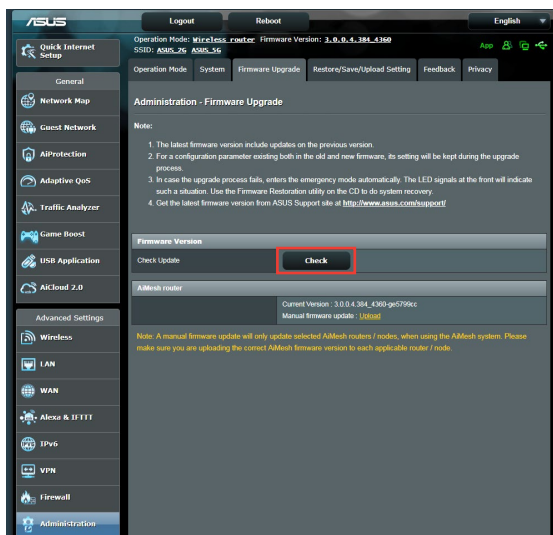 ASUS
Logout
Reboot
English
Quick Internet
Setup
Operation Mode: Wireless router Firmware Version: 3.0.0.4.384_4360
SSID: ASUS_2G ASUS_5G
App
Operation Mode
System
Firmware Upgrade
Restore/Save/Upload Setting
Feedback
Privacy
General
Network Map
Guest Network
AiProtection
Adaptive QoS
Traffic Analyzer
Game Boost
USB Application
AiCloud 2.0
Advanced Settings
Wireless
LAN
WAN
Alexa & IFTTT
IPv6
VPN
Firewall
Administration
Administration - Firmware Upgrade
Note:
1. The latest firmware version include updates on the previous version.
2. For a configuration parameter existing both in the old and new firmware, its setting will be kept during the upgrade
process.
3. In case the upgrade process fails, enters the emergency mode automatically. The LED signals at the front will indicate
such a situation. Use the Firmware Restoration utility on the CD to do system recovery.
4. Get the latest firmware version from ASUS Support site at http://www.asus.com/support/
Firmware Version
Check Update
Check
AiMesh router
Current Version : 3.0.0.4.384_4360-ge5799cc
Manual firmware update : Upload
Note: A manual firmware update will only update selected AiMesh routers / nodes, when using the AiMesh system. Please
make sure you are uploading the correct AiMesh firmware version to each applicable router / node.